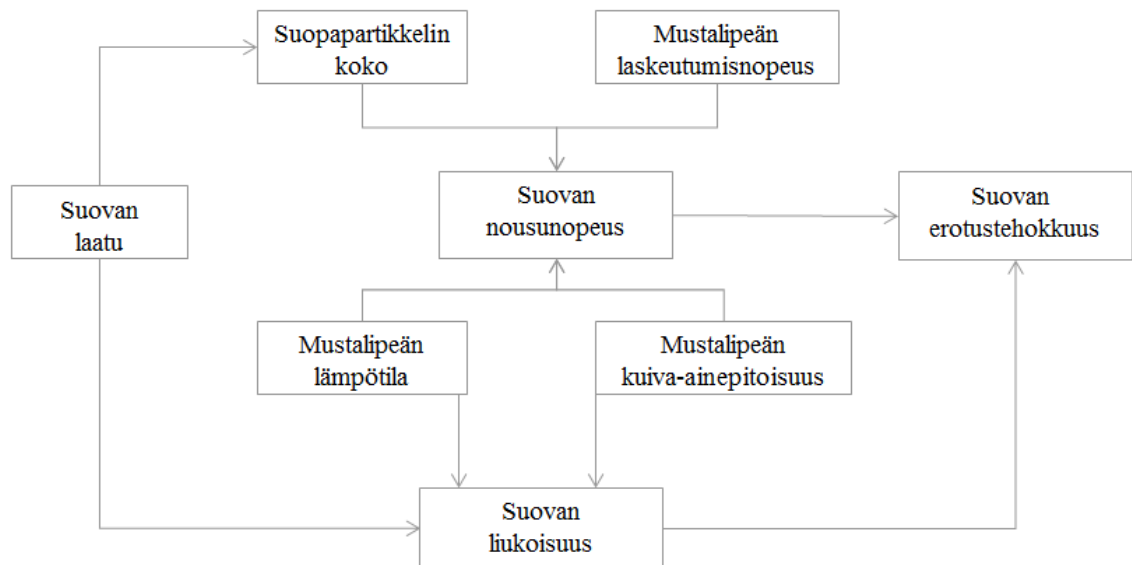 Suopapartikkelin
koko
Mustalipeän
laskeutumisnopeus
Suovan
laatu
Suovan
nousunopeus
Suovan
erotustehokkuus
Mustalipeän
lämpötila
Mustalipeän
kuiva-ainepitoisuus
Suovan
liukoisuus